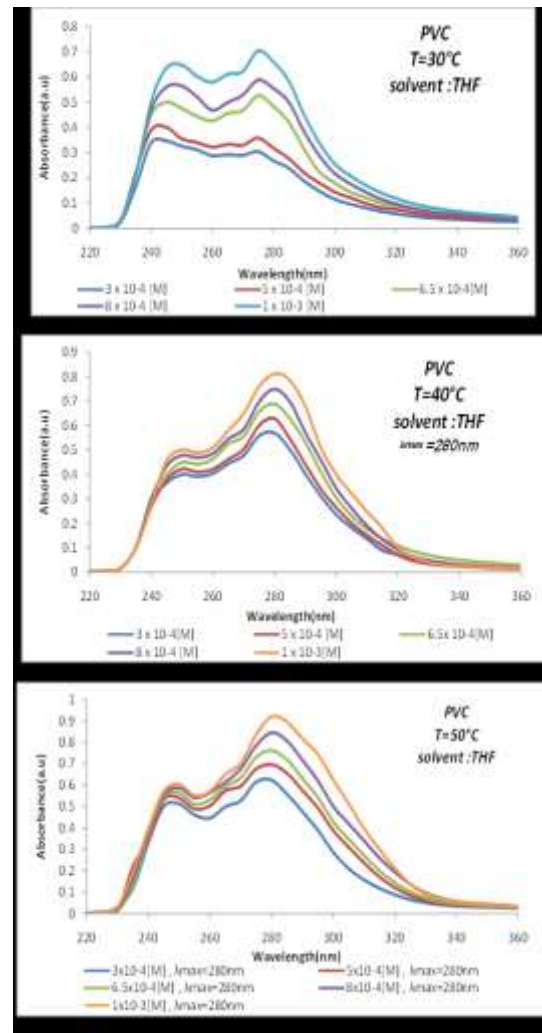 PVC
T=30°C
solvent :THF
Absorbance(a.u)
0.8
0.7
0.6
0.5
0.4
0.3
0.2
0.1
0
220 240 260 280 300 320 340 360
Wavelength(nm)
3 x 10-4 [M] 5 x 10-4 [M] 6.5 x 10-4[M]
8 x 10-4 [M] 1 x 10-3 [M]
PVC
T=40°C
solvent :THF
λmax =280nm
Absorbance(a.u)
0.9
0.8
0.7
0.6
0.5
0.4
0.3
0.2
0.1
0
220 240 260 280 300 320 340 360
Wavelength(nm)
3 x 10-4[M] 5 x 10-4 [M] 6.5x 10-4[M]
8 x 10-4 [M] 1 x 10-3[M]
PVC
T=50°C
solvent :THF
Absorbance(a.u)
1
0.9
0.8
0.7
0.6
0.5
0.4
0.3
0.2
0.1
0
220 240 260 280 300 320 340 360
Wavelength(nm)
3x10-4[M] , λmax=280nm 5x10-4[M] , λmax=280nm
6.5x10-4[M] , λmax=280nm 8x10-4[M] , λmax=280nm
1x10-3[M] , λmax=280nm